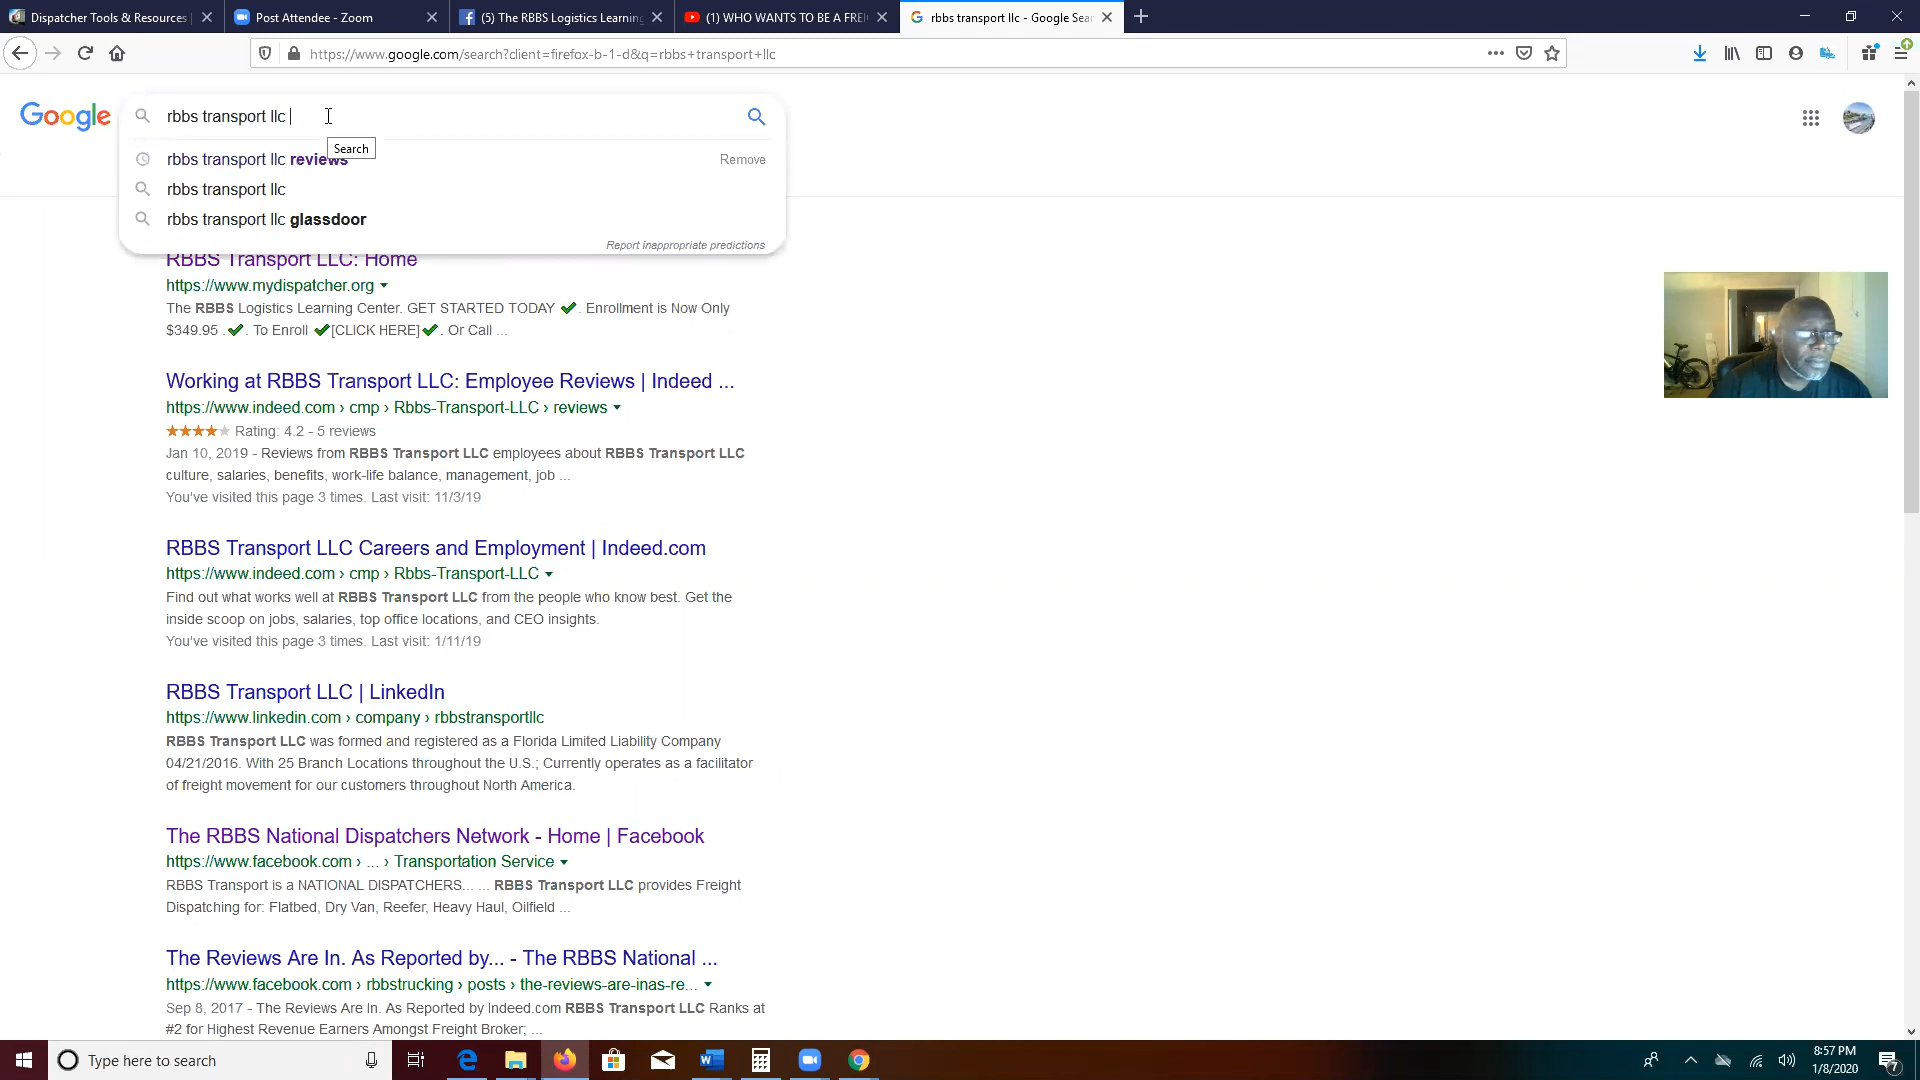 Dispatcher Tools & Resources
Post Attendee - Zoom
(5) The RBBS Logistics Learning
(1) WHO WANTS TO BE A FREI
rbbs transport llc - Google Sea
https://www.google.com/search?client=firefox-b-1-d&q=rbbs+transport+llc
Google
rbbs transport llc
Search
rbbs transport llc reviews
Remove
rbbs transport llc
rbbs transport llc glassdoor
Report inappropriate predictions
RBBS Transport LLC: Home
https://www.mydispatcher.org
The RBBS Logistics Learning Center. GET STARTED TODAY ✔. Enrollment is Now Only
$349.95 .✔. To Enroll ✔[CLICK HERE]✔. Or Call ...
Working at RBBS Transport LLC: Employee Reviews | Indeed ...
https://www.indeed.com › cmp › Rbbs-Transport-LLC › reviews
Rating: 4.2 - 5 reviews
Jan 10, 2019 - Reviews from RBBS Transport LLC employees about RBBS Transport LLC
culture, salaries, benefits, work-life balance, management, job ...
You've visited this page 3 times. Last visit: 11/3/19
RBBS Transport LLC Careers and Employment | Indeed.com
https://www.indeed.com › cmp › Rbbs-Transport-LLC
Find out what works well at RBBS Transport LLC from the people who know best. Get the
inside scoop on jobs, salaries, top office locations, and CEO insights.
You've visited this page 3 times. Last visit: 1/11/19
RBBS Transport LLC | LinkedIn
https://www.linkedin.com › company › rbbstransportllc
RBBS Transport LLC was formed and registered as a Florida Limited Liability Company
04/21/2016. With 25 Branch Locations throughout the U.S.; Currently operates as a facilitator
of freight movement for our customers throughout North America.
The RBBS National Dispatchers Network - Home | Facebook
https://www.facebook.com › ... › Transportation Service
RBBS Transport is a NATIONAL DISPATCHERS... ... RBBS Transport LLC provides Freight
Dispatching for: Flatbed, Dry Van, Reefer, Heavy Haul, Oilfield ...
The Reviews Are In. As Reported by... - The RBBS National ...
https://www.facebook.com › rbbstrucking › posts › the-reviews-are-inas-re...
Sep 8, 2017 - The Reviews Are In. As Reported by Indeed.com RBBS Transport LLC Ranks at
#2 for Highest Revenue Earners Amongst Freight Broker; ...
Type here to search
8:57 PM
1/8/2020
7